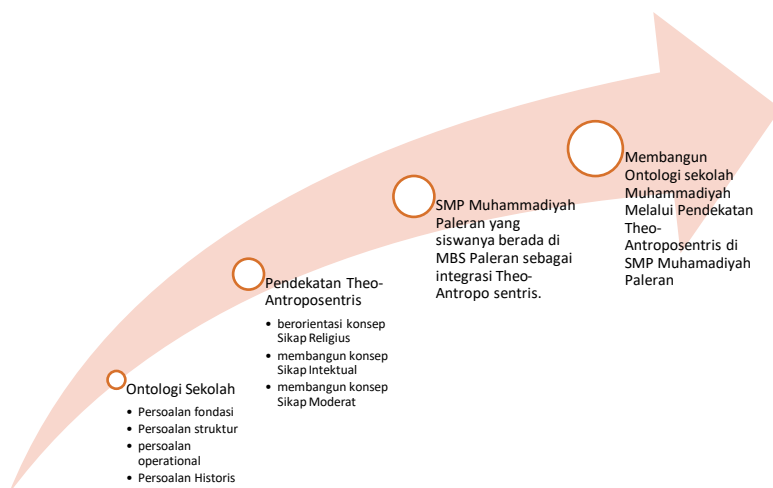 Ontologi Sekolah
• Persoalan fondasi
• Persoalan struktur
• persoalan
operational
• Persoalan Historis
Pendekatan Theo-
Antroposentris
• berorientasi konsep
Sikap Religius
• membangun konsep
Sikap Intektual
• membangun konsep
Sikap Moderat
SMP Muhammadiyah
Paleran yang
siswanya berada di
MBS Paleran sebagai
integrasi Theo-
Antropo sentris.
Membangun
Ontologi sekolah
Muhammadiyah
Melalui Pendekatan
Theo-
Antroposentris di
SMP Muhamadiyah
Paleran